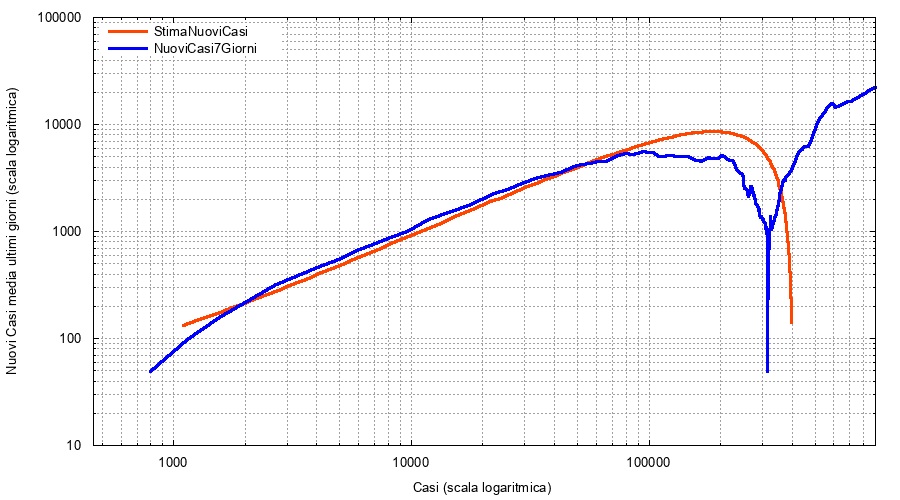 100000
10000
1000
100
10
StimaNuoviCasi
NuoviCasi7Giorni
Nuovi Casi media ultimi giorni (scala logaritmica)
1000 10000 100000
Casi (scala logaritmica)